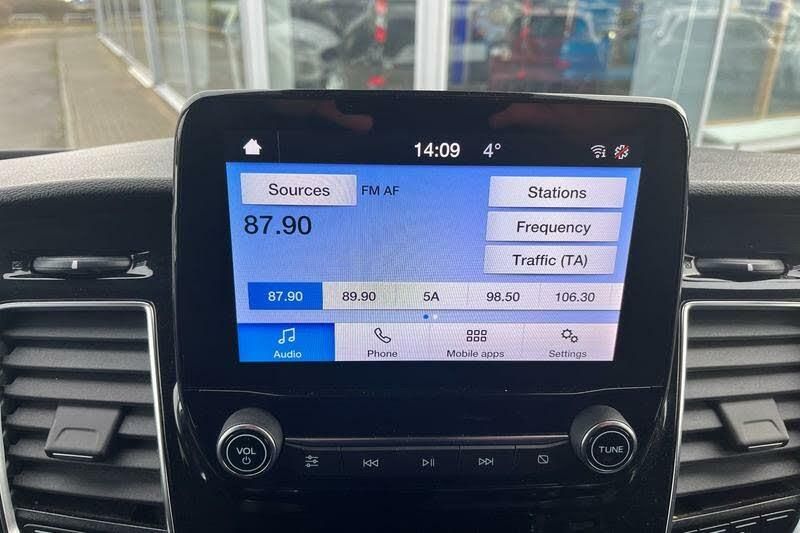 14:09 4°
Sources FM AF Stations
87.90 Frequency
Traffic (TA)
87.90 89.90 5A 98.50 106.30
Audio Phone Mobile apps Settings
VOL TUNE